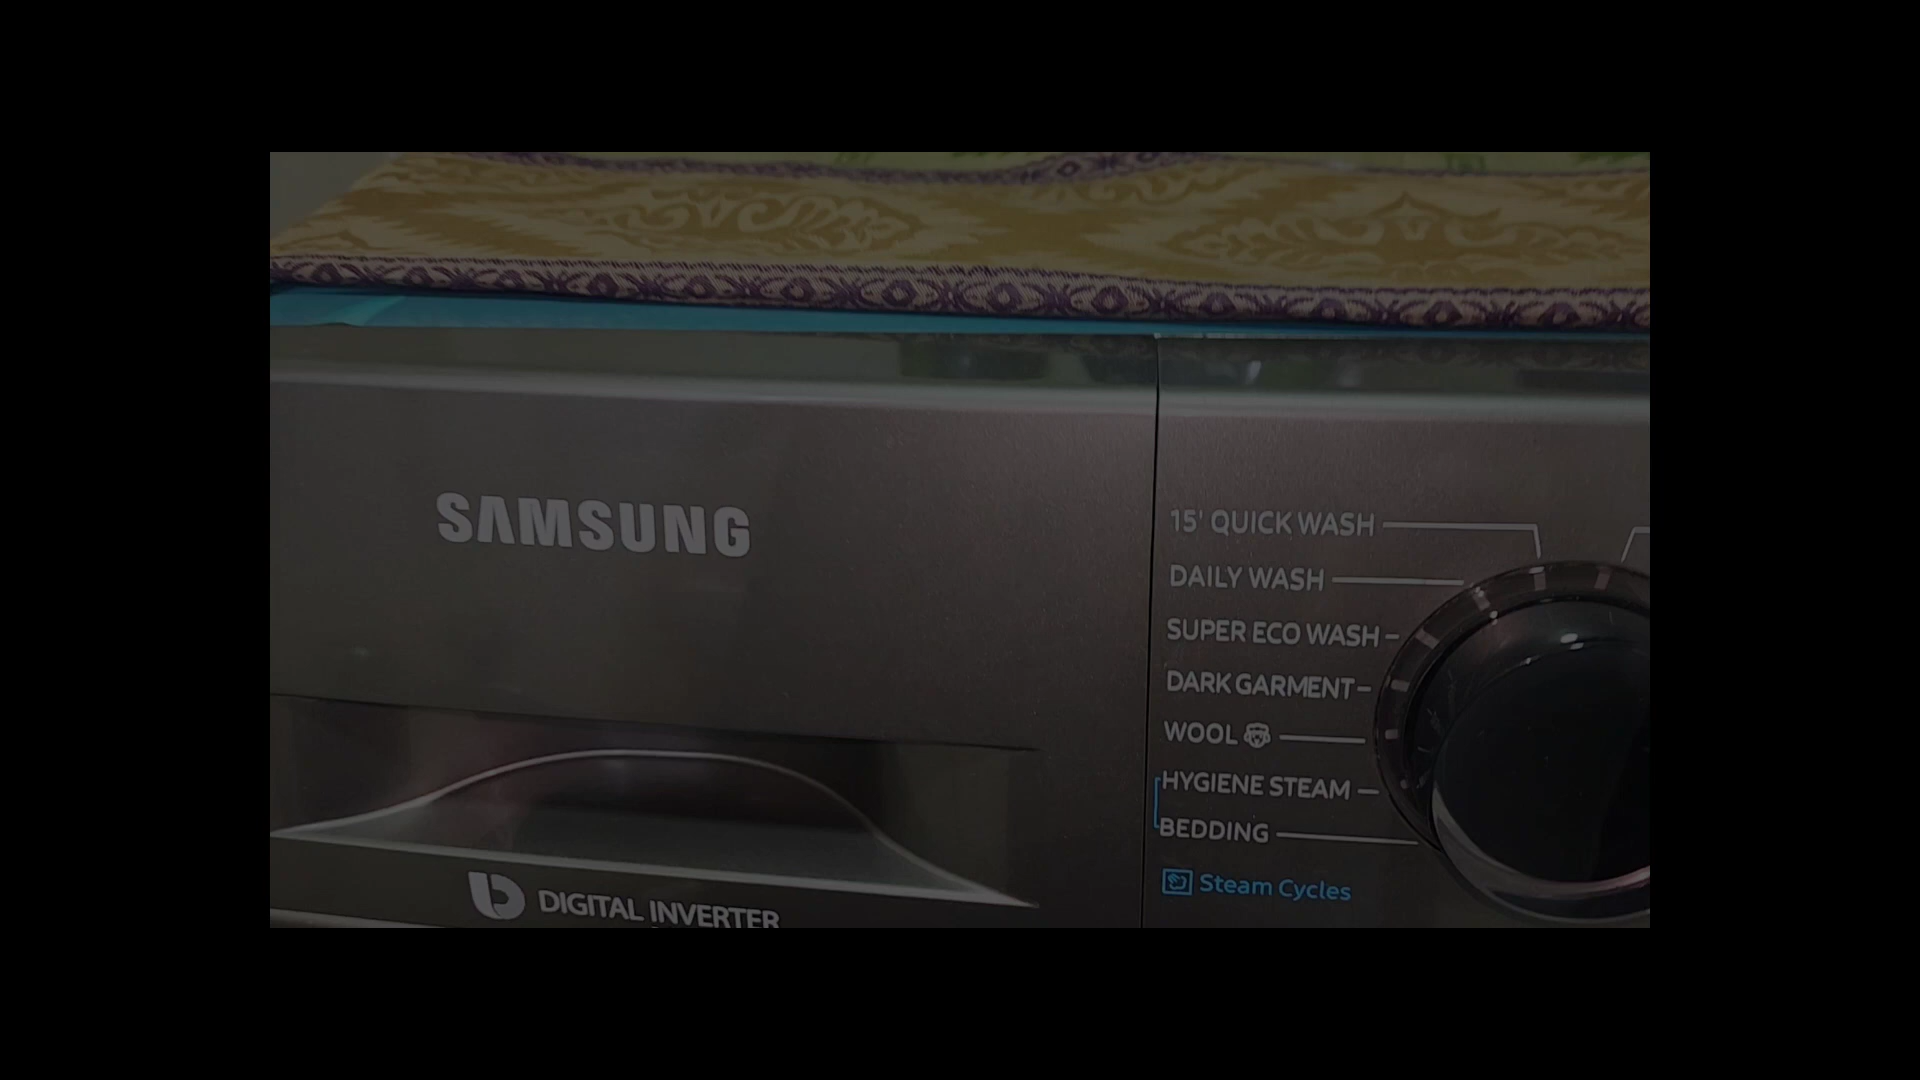 SAMSUNG
15' QUICK WASH
DAILY WASH
SUPER ECO WASH
DARK GARMENT
WOOL
HYGIENE STEAM
BEDDING
Steam Cycles
DIGITAL INVERTER